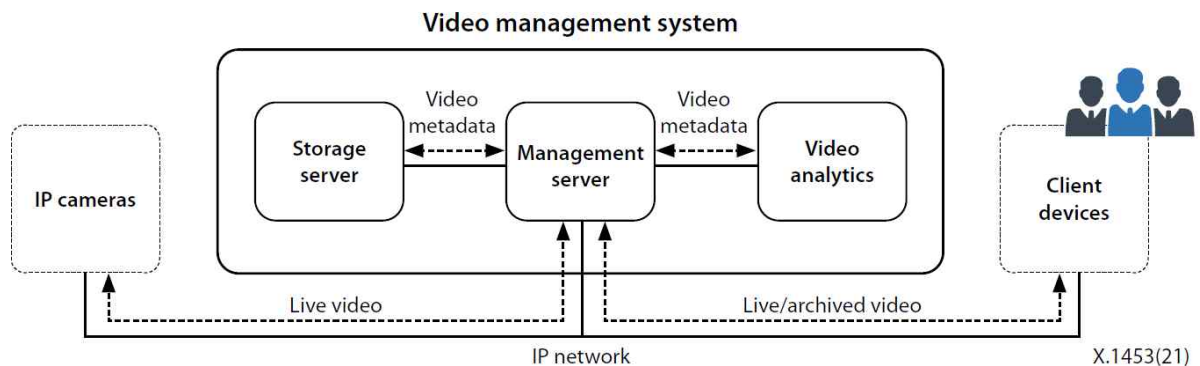 Video management system
Video
metadata
Video
metadata
Storage
server
Management
server
Video
analytics
IP cameras
Client
devices
Live video
Live/archived video
IP network
X.1453(21)